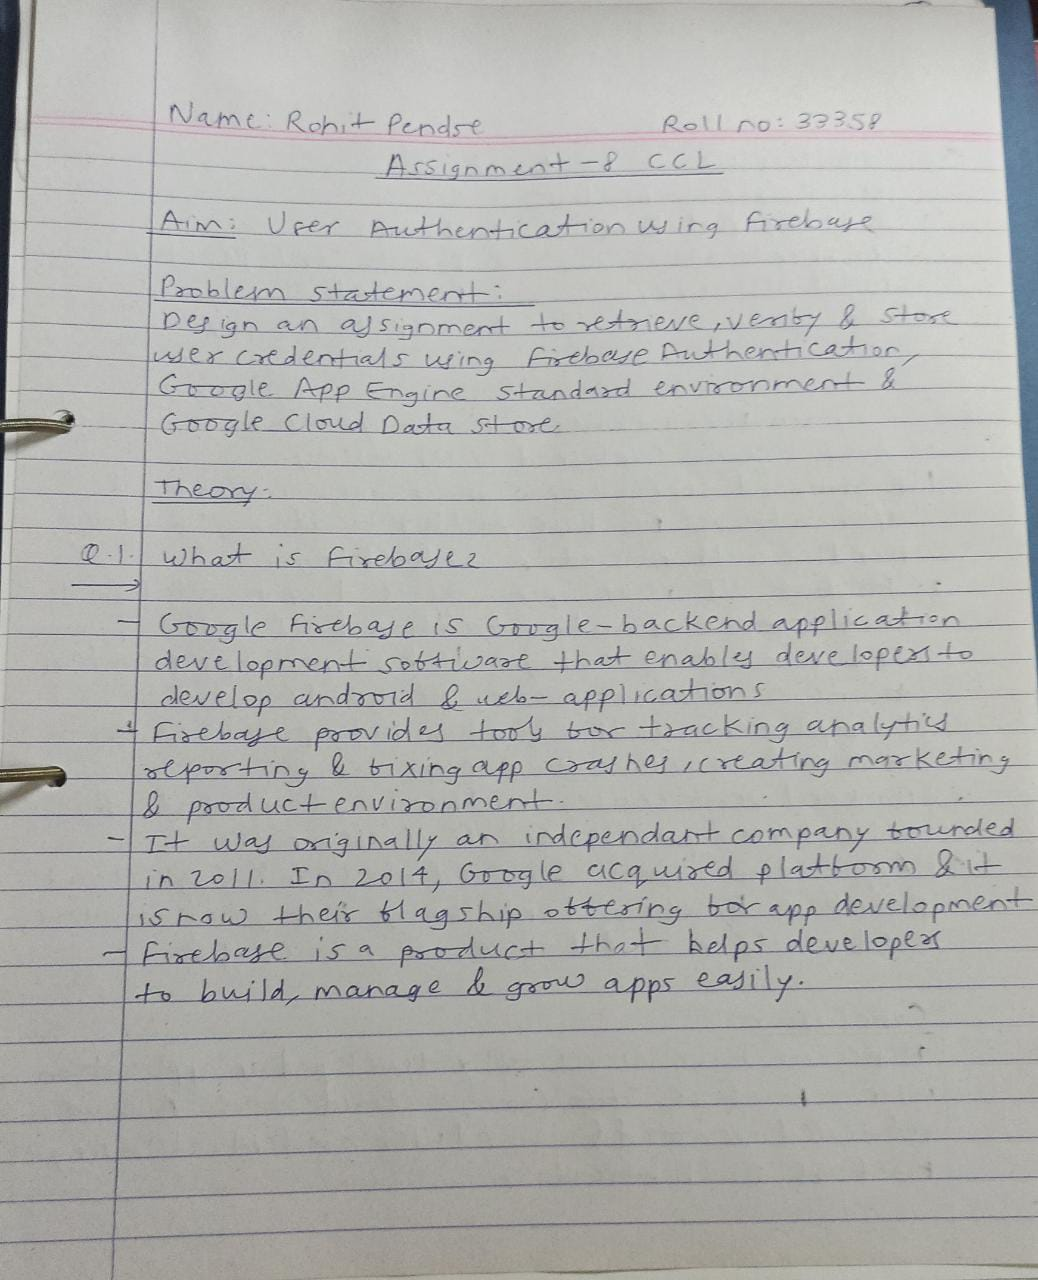 Name: Rohit Pendse Roll no: 33358
Assignment-8 CCL
Aim: User Authentication using firebase
Problem statement:
Design an assignment to retrieve, verify & store
user credentials using firebase Authentication,
Google App Engine standard environment &
Google Cloud Data store
Theory:
Q.1. What is firebase?
- Google firebase is Google-backend application
development software that enables developers to
develop android & web-applications
- Firebase provides tools for tracking analytics
reporting & fixing app crashes, creating marketing
& product environment.
- It was originally an independant company founded
in 2011. In 2014, Google acquired platform & it
is now their flagship offering for app development
- Firebase is a product that helps developers
to build, manage & grow apps easily.